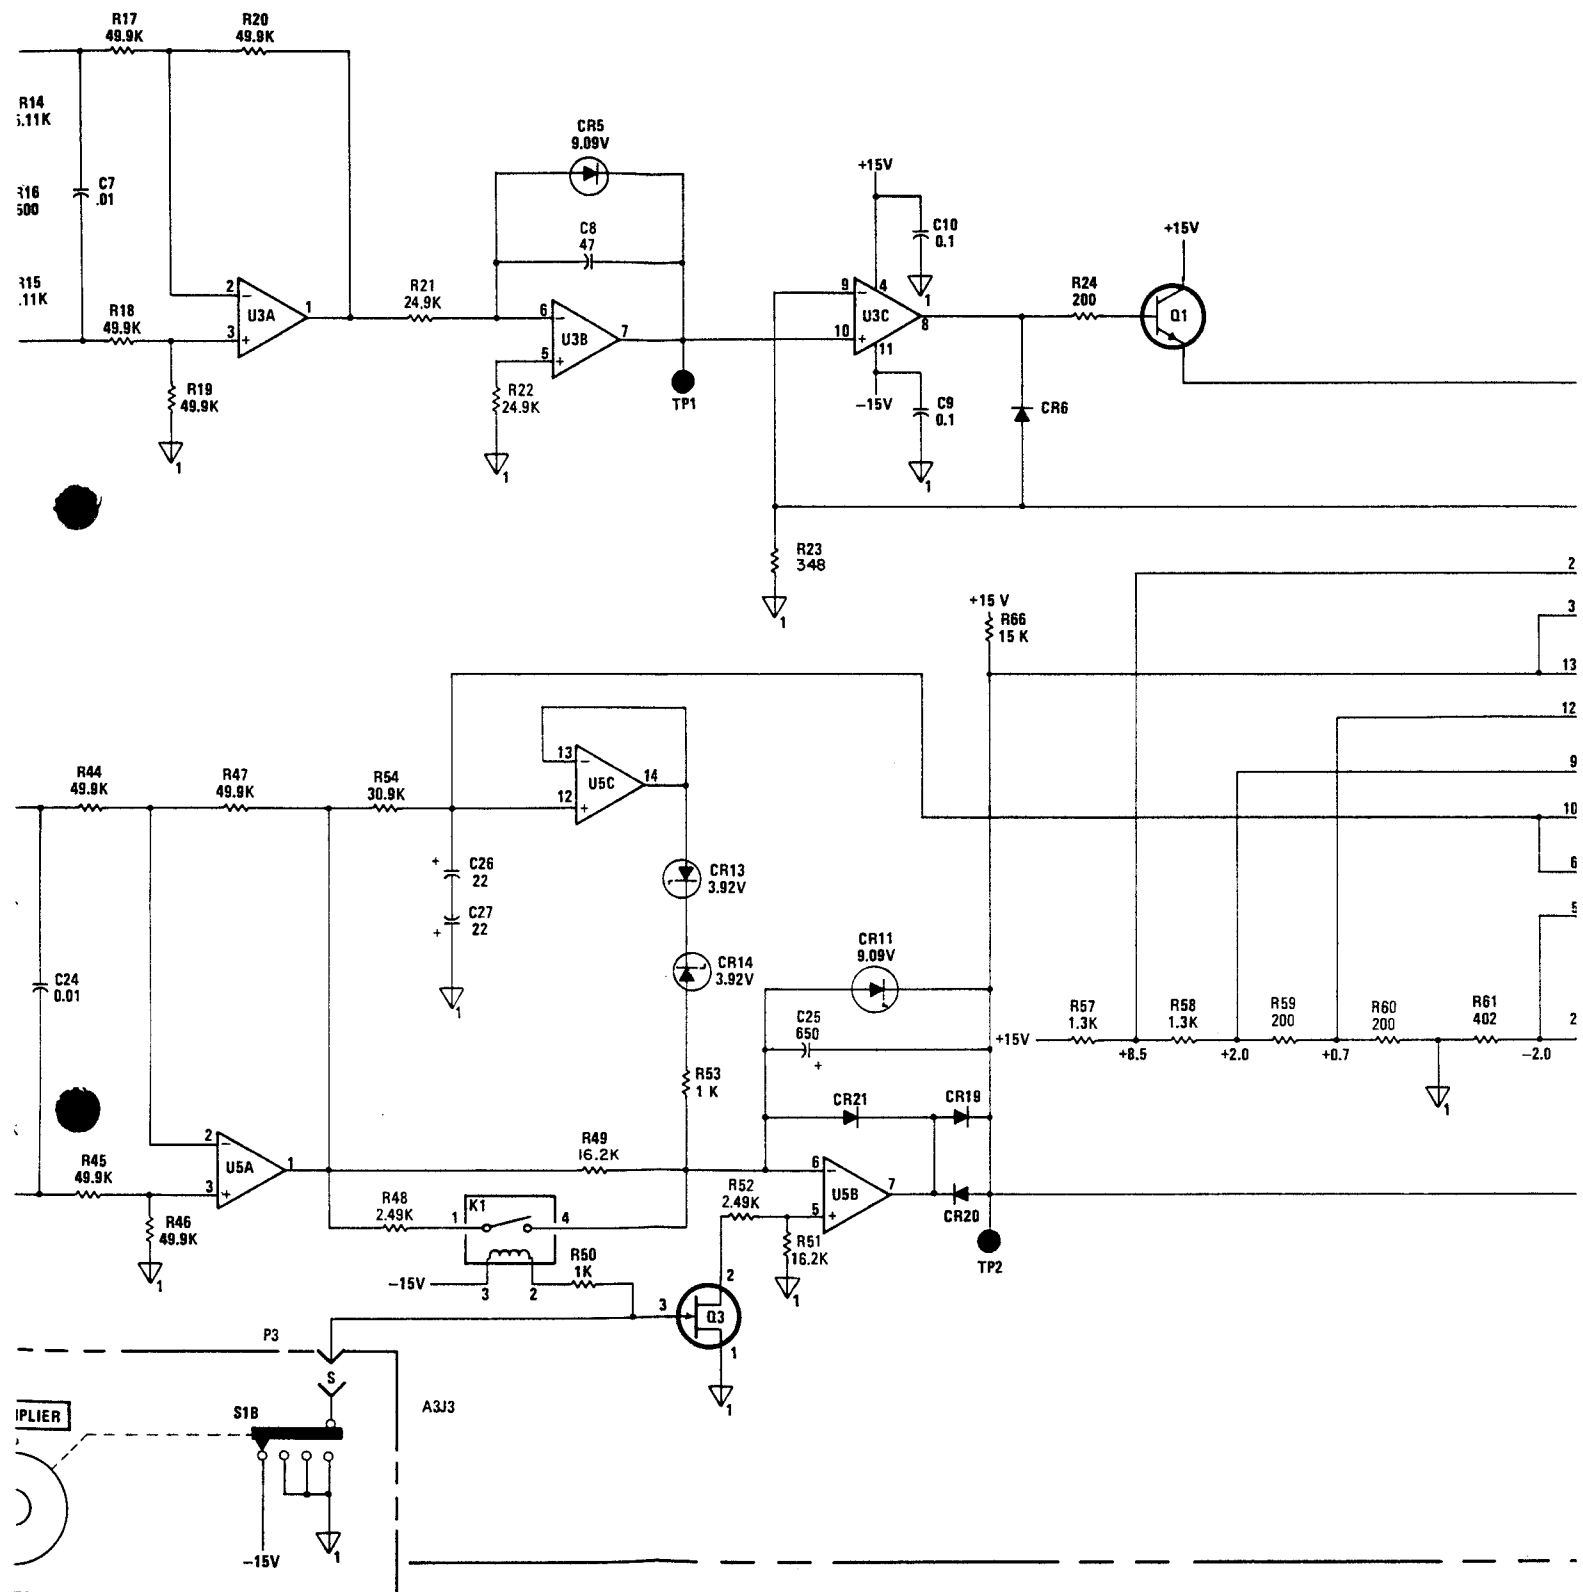 R17
49.9K
R20
49.9K
R14
5.11K
R16
500
C7
.01
R15
.11K
R18
49.9K
R19
49.9K
1
2
3
−
+
U3A
1
R21
24.9K
CR5
9.09V
C8
47
6
5
−
+
U3B
7
R22
24.9K
1
TP1
+15V
C10
0.1
1
9
10
−
+
4
U3C
11
8
−15V
C9
0.1
1
R24
200
+15V
Q1
CR6
R23
348
1
+15 V
R66
15 K
2
3
13
12
9
10
6
5
2
R44
49.9K
R47
49.9K
R54
30.9K
13
12
−
+
U5C
14
+
C26
22
C27
22
+
1
CR13
3.92V
CR14
3.92V
C24
0.01
CR11
9.09V
C25
650
+
R53
1 K
+15V
R57
1.3K
+8.5
R58
1.3K
+2.0
R59
200
+0.7
R60
200
R61
402
−2.0
1
CR21
CR19
CR20
R45
49.9K
R46
49.9K
1
2
3
−
+
U5A
1
R49
16.2K
R48
2.49K
K1
1
4
3
2
−15V
R50
1K
R52
2.49K
R51
16.2K
1
6
5
−
+
U5B
7
TP2
3
2
1
Q3
1
P3
S
A3J3
IPLIER
S1B
−15V
1